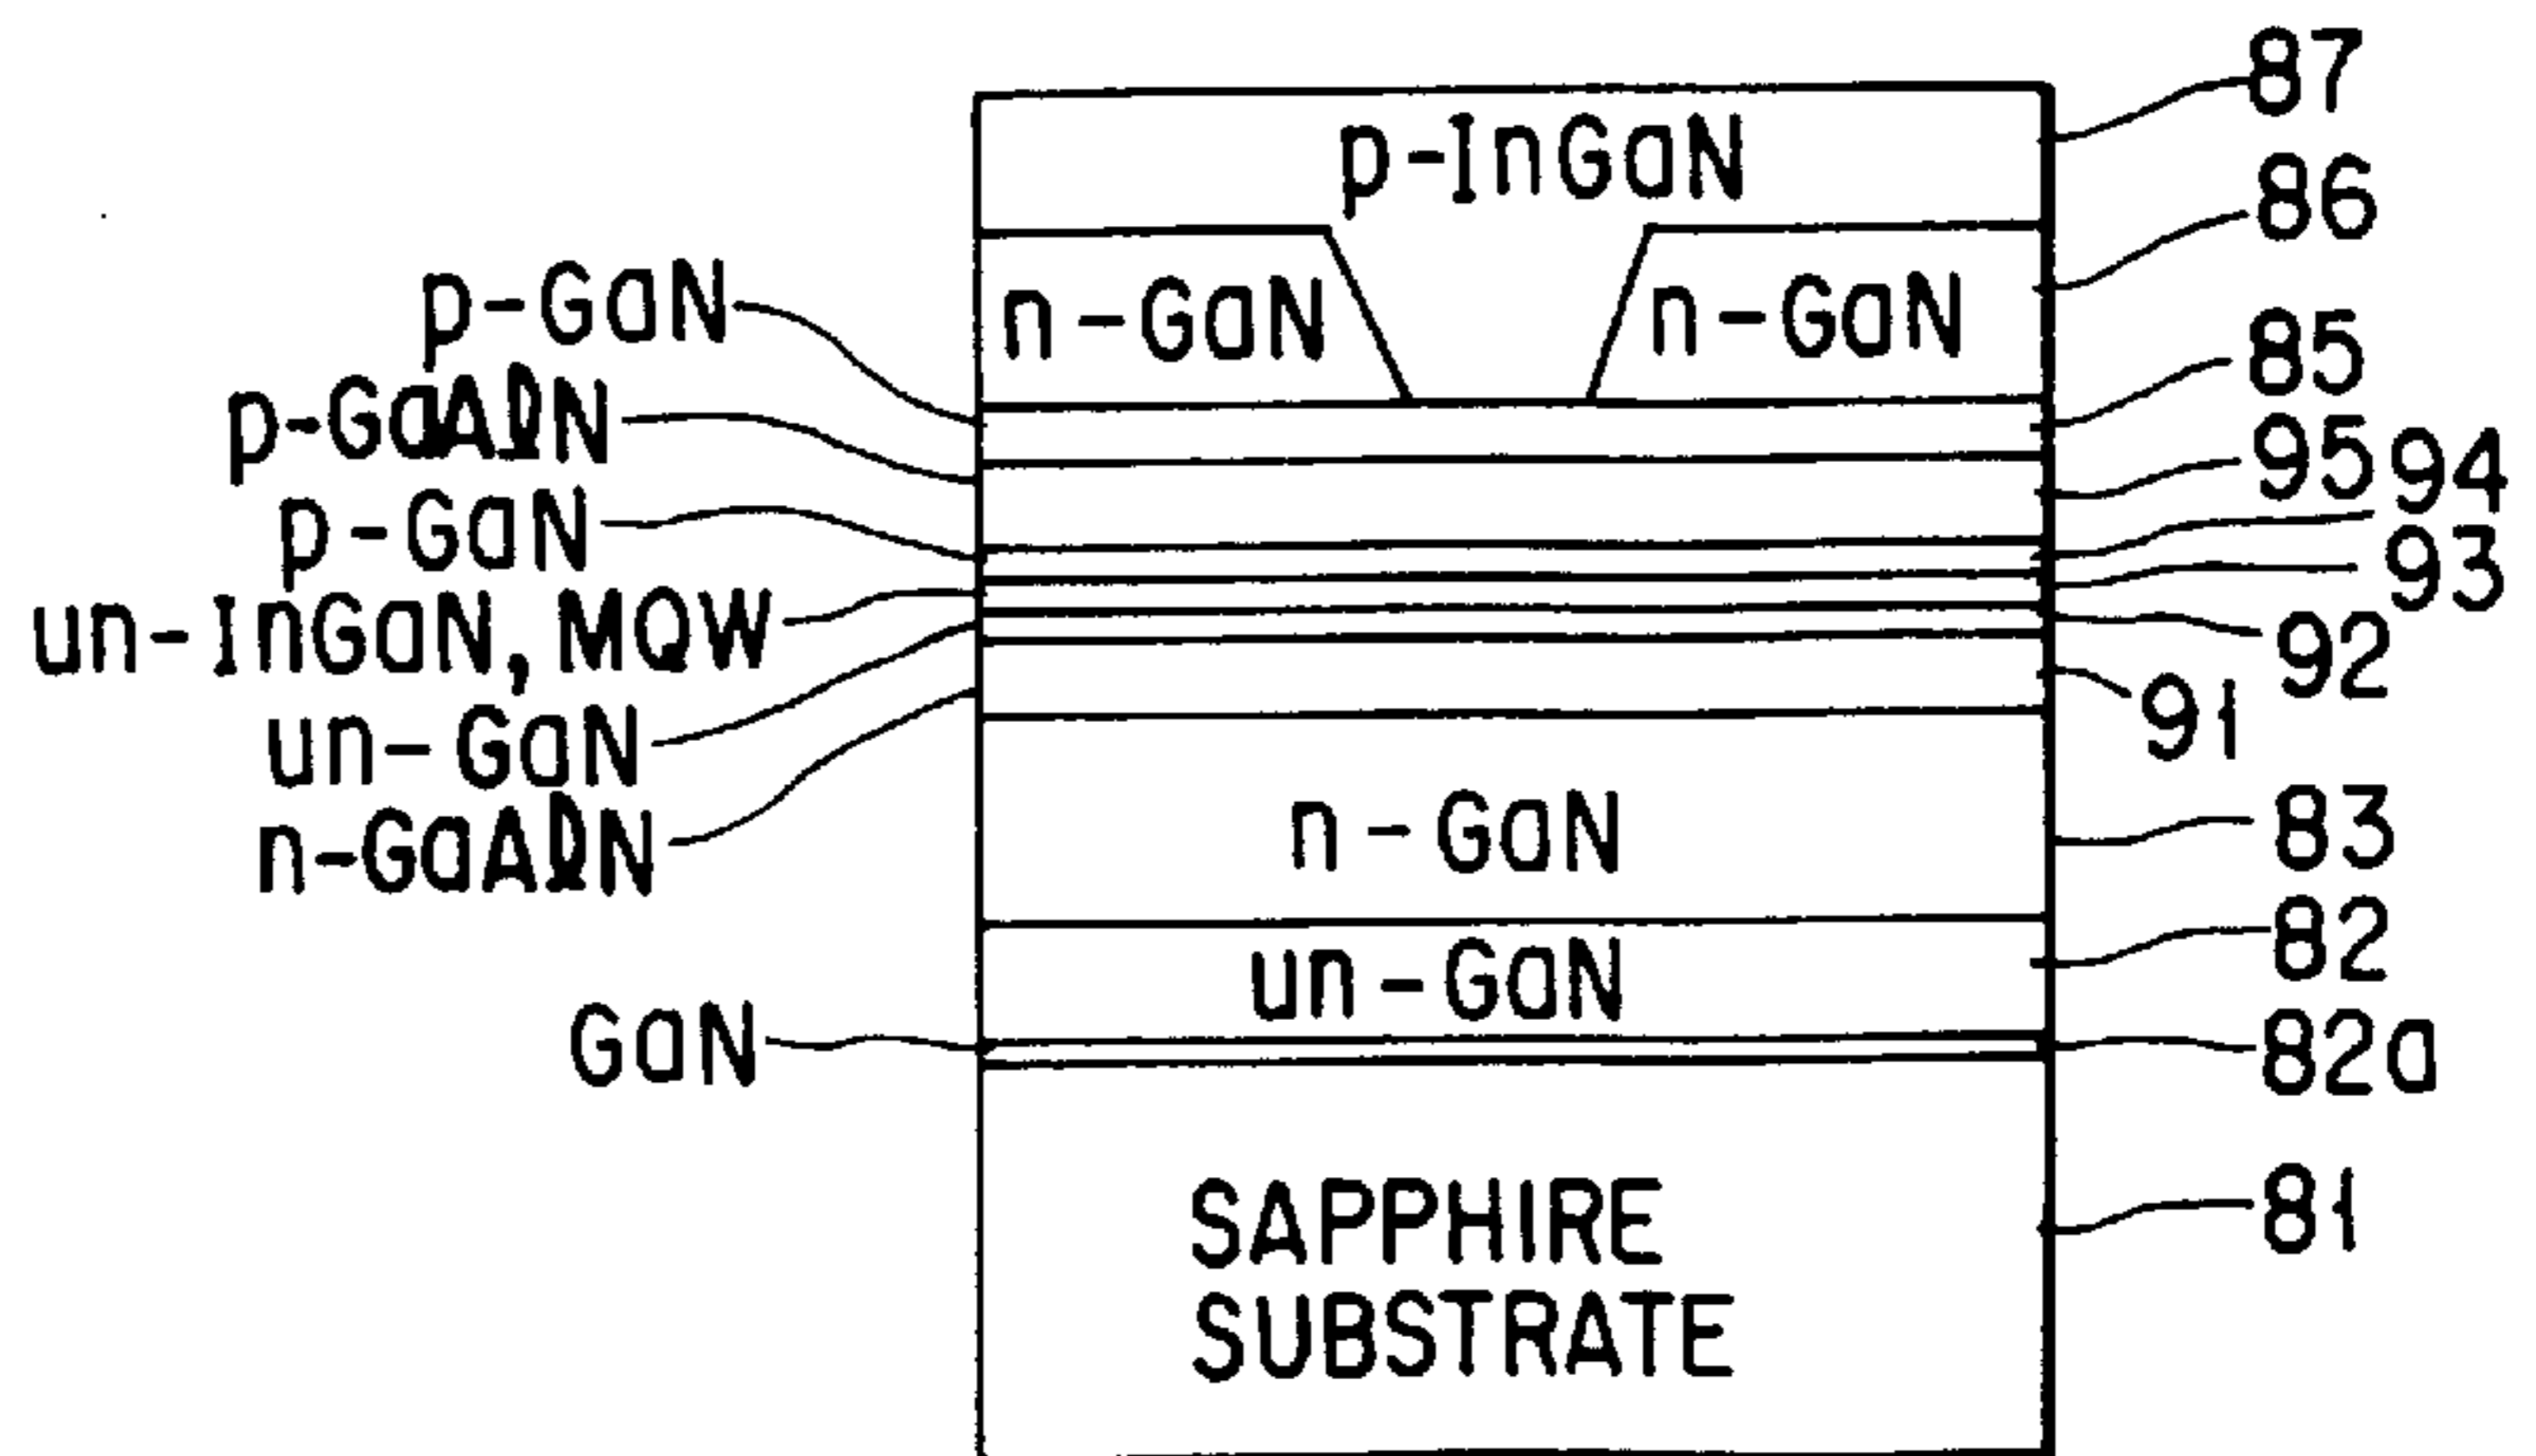 87
p-InGaN
86
p-GaN
n-GaN
n-GaN
85
p-GaAlN
95
94
p-GaN
93
un-InGaN, MQW
92
un-GaN
91
n-GaAlN
n-GaN
83
82
un-GaN
GaN
82a
81
SAPPHIRE
SUBSTRATE